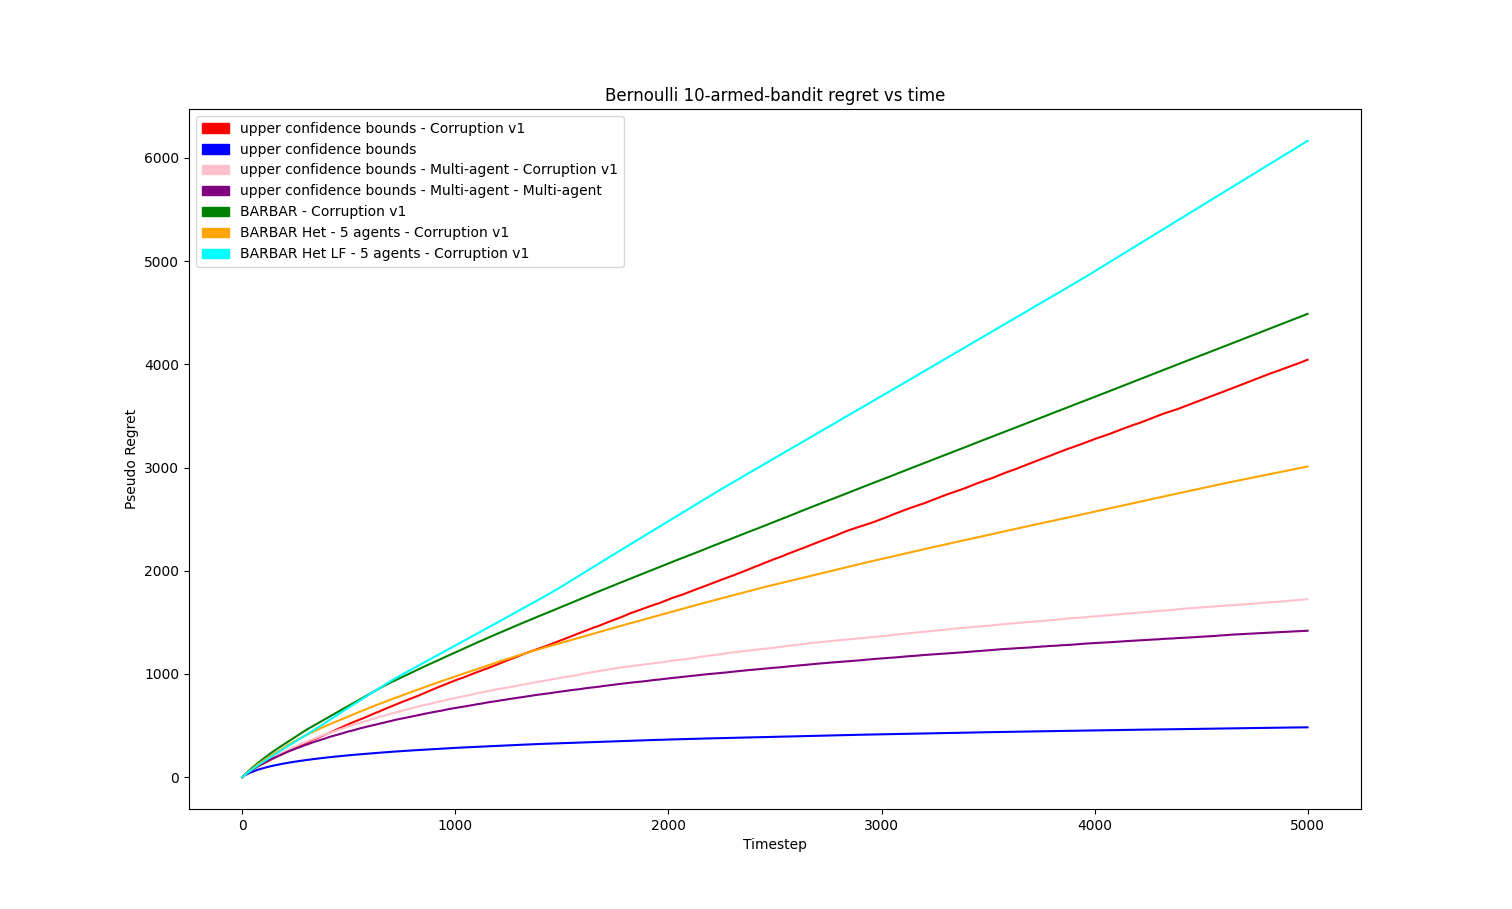 Bernoulli 10-armed-bandit regret vs time
upper confidence bounds - Corruption v1
upper confidence bounds
upper confidence bounds - Multi-agent - Corruption v1
upper confidence bounds - Multi-agent - Multi-agent
BARBAR - Corruption v1
BARBAR Het - 5 agents - Corruption v1
BARBAR Het LF - 5 agents - Corruption v1
6000
5000
4000
3000
2000
1000
0
Pseudo Regret
0 1000 2000 3000 4000 5000
Timestep